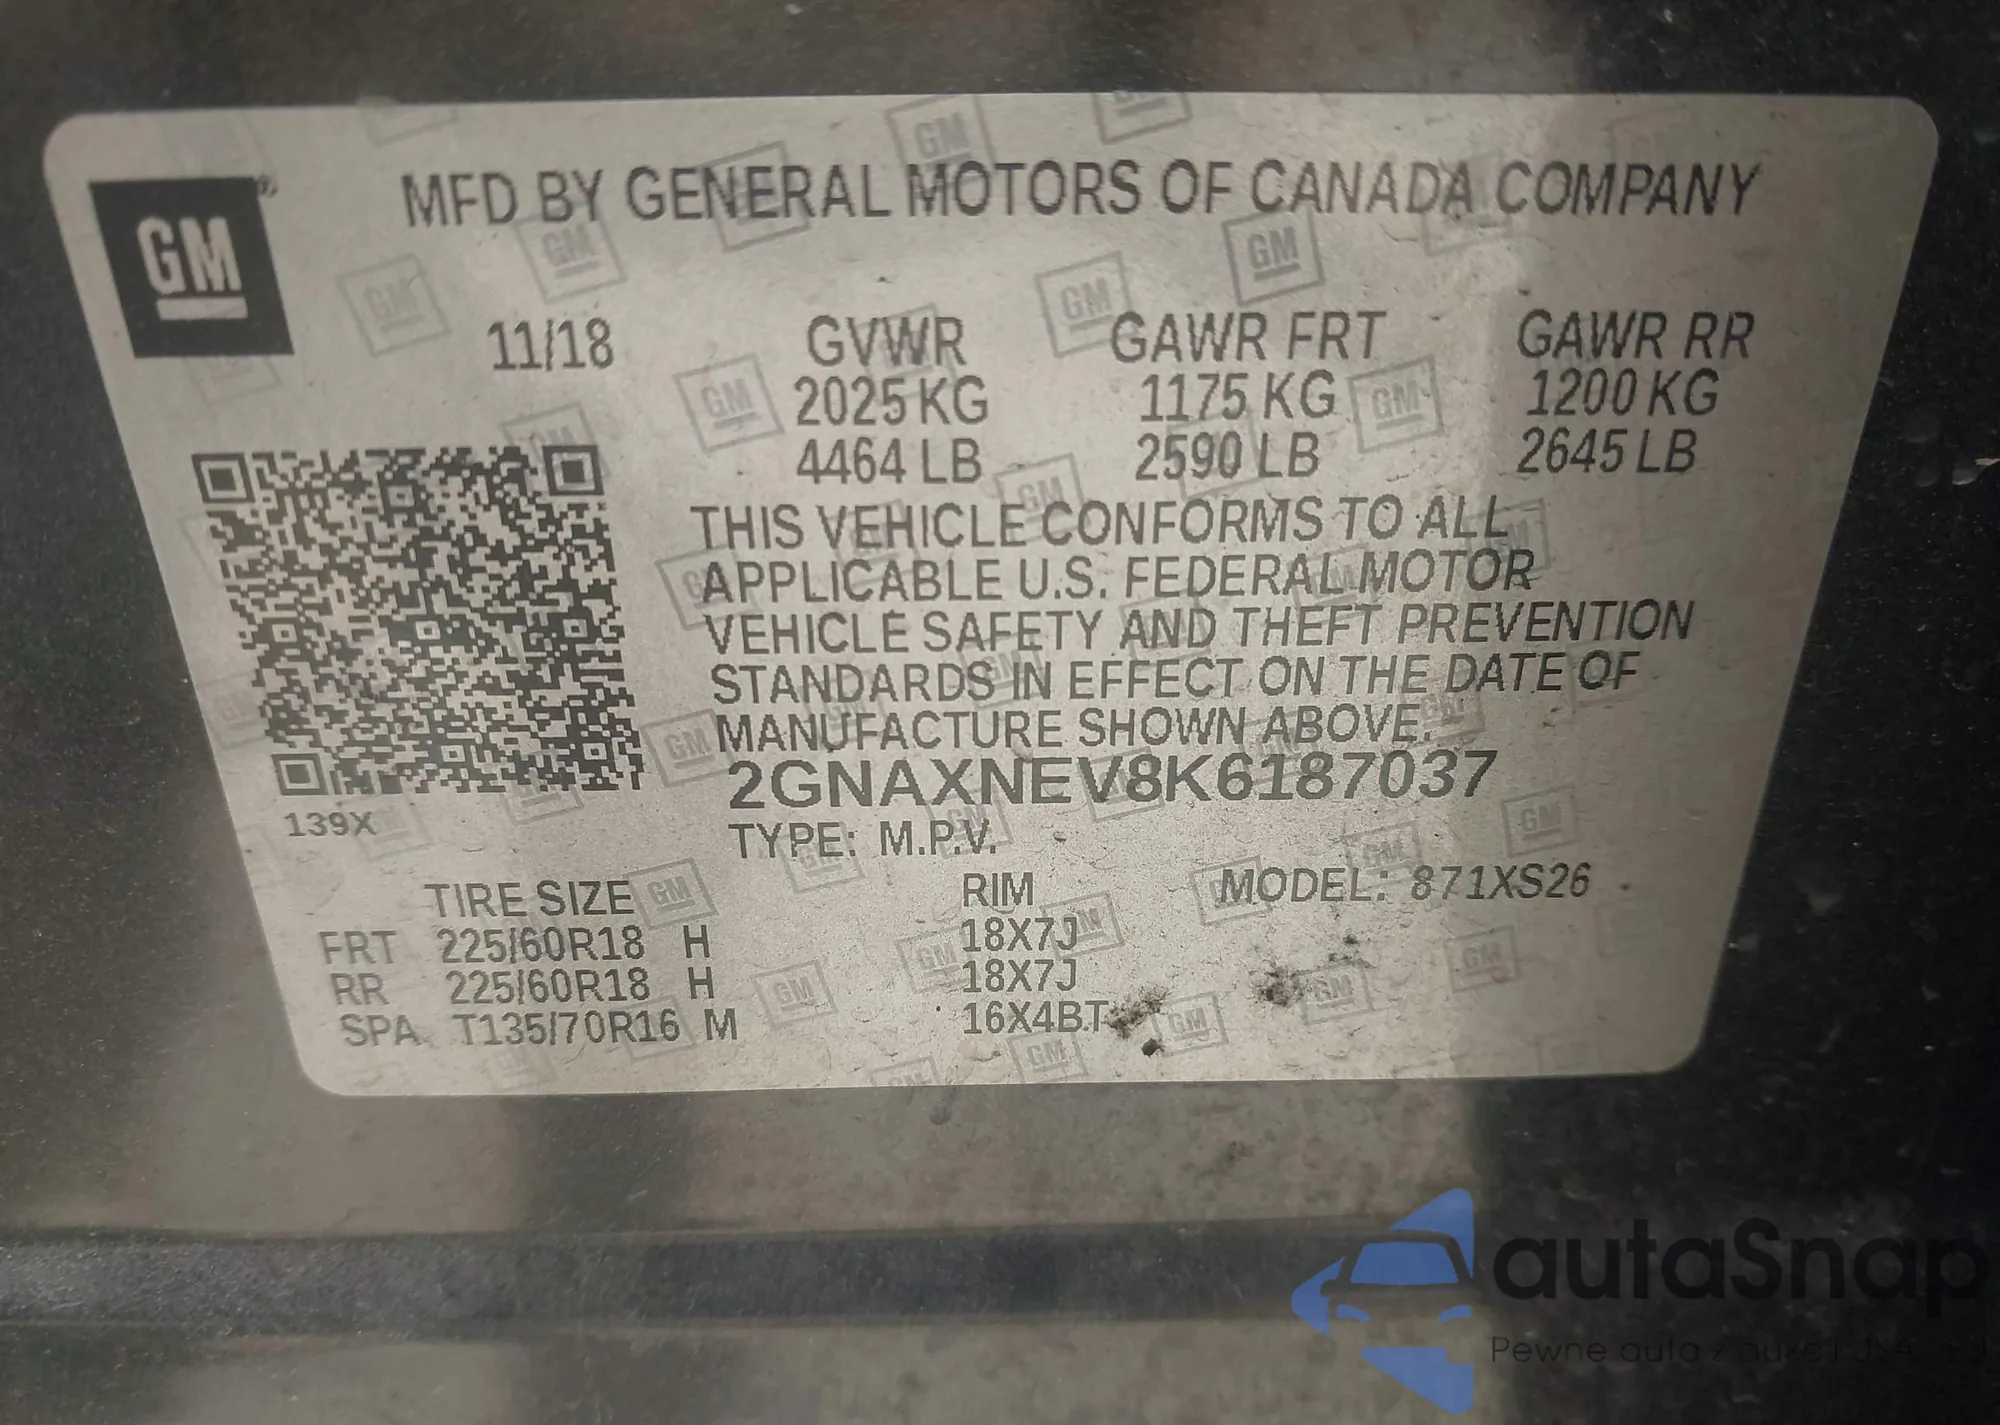 GM
MFD BY GENERAL MOTORS OF CANADA COMPANY
11/18 GVWR GAWR FRT GAWR RR
2025 KG 1175 KG 1200 KG
4464 LB 2590 LB 2645 LB
THIS VEHICLE CONFORMS TO ALL
APPLICABLE U.S. FEDERAL MOTOR
VEHICLE SAFETY AND THEFT PREVENTION
STANDARDS IN EFFECT ON THE DATE OF
MANUFACTURE SHOWN ABOVE.
2GNAXNEV8K6187037
139X
TYPE: M.P.V.
TIRE SIZE RIM MODEL: 871XS26
FRT 225/60R18 H 18X7J
RR 225/60R18 H 18X7J
SPA T135/70R16 M 16X4BT
autaSnap
Pewne auta z